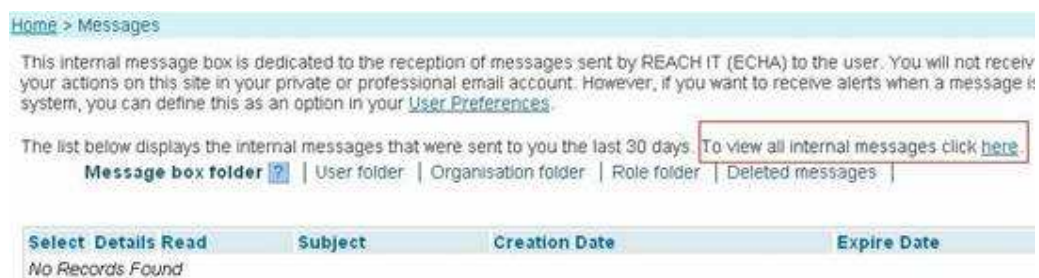 Home > Messages
This internal message box is dedicated to the reception of messages sent by REACH IT (ECHA) to the user. You will not receiv
your actions on this site in your private or professional email account. However, if you want to receive alerts when a message is
system, you can define this as an option in your User Preferences.
The list below displays the internal messages that were sent to you the last 30 days. To view all internal messages click here.
Message box folder ? | User folder | Organisation folder | Role folder | Deleted messages |
Select Details Read Subject Creation Date Expire Date
No Records Found